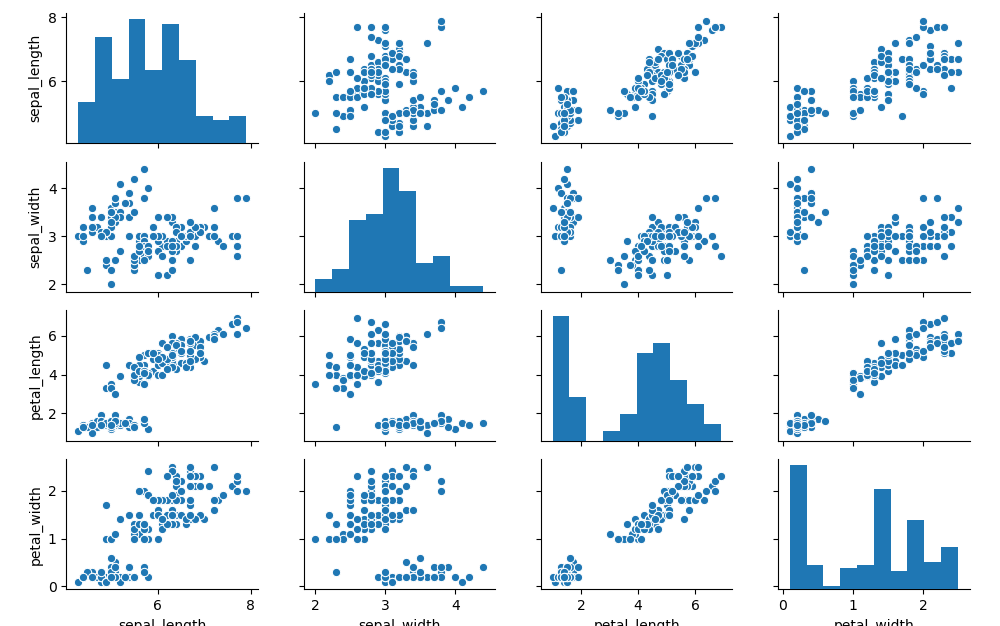 sepal_length
8
6
sepal_width
4
3
2
petal_length
6
4
2
petal_width
2
1
0
6 8
2 3 4
2 4 6
0 1 2
sepal_length sepal_width petal_length petal_width